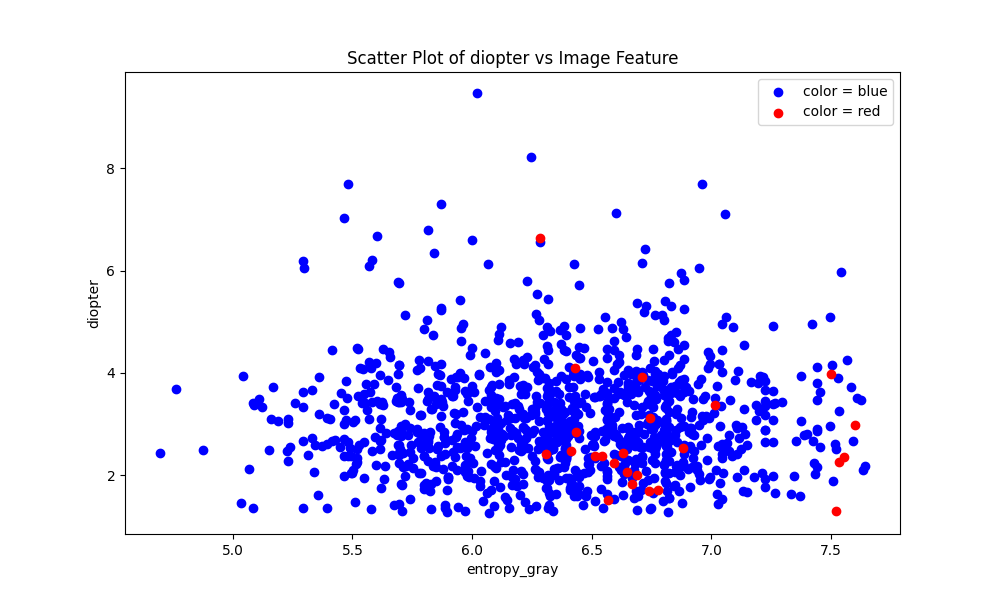 Scatter Plot of diopter vs Image Feature
color = blue
color = red
8
6
4
2
diopter
5.0 5.5 6.0 6.5 7.0 7.5
entropy_gray